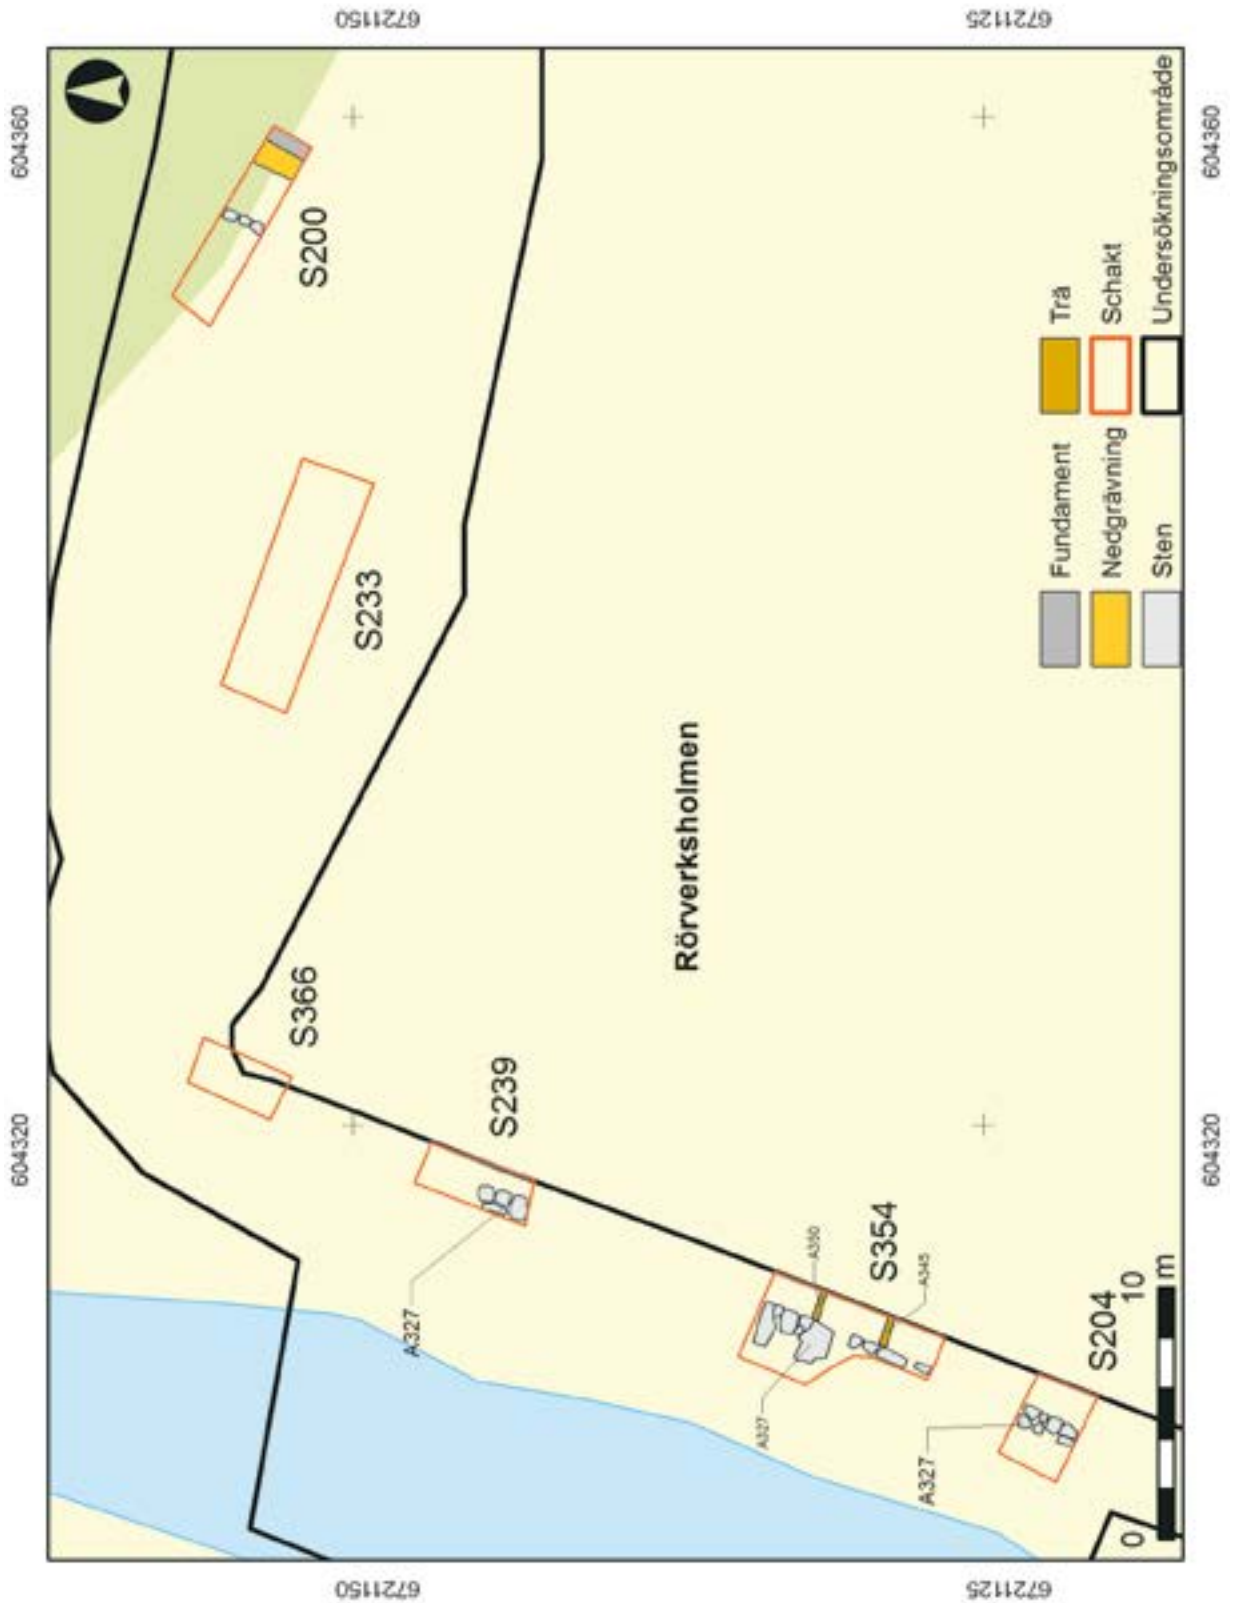 604320
604360
6721150
6721150
S200
S233
S366
S239
A327
Rörverksholmen
A350
S354
A345
A327
S204
A327
6721125
6721125
Fundament
Trä
Nedgrävning
Schakt
Sten
Undersökningsområde
0
10
m
604320
604360